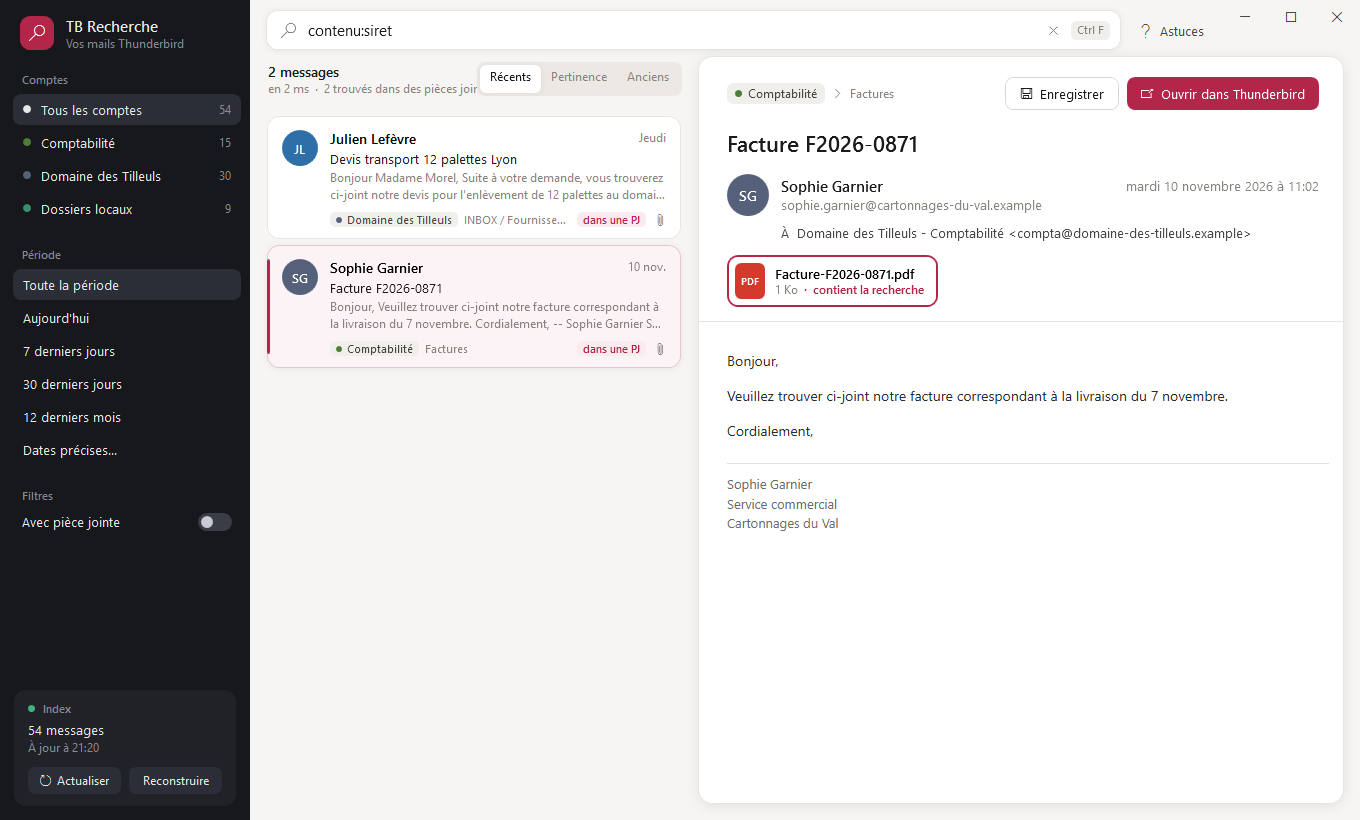 TB Recherche
Vos mails Thunderbird
Comptes
Tous les comptes 54
Comptabilité 15
Domaine des Tilleuls 30
Dossiers locaux 9
Période
Toute la période
Aujourd'hui
7 derniers jours
30 derniers jours
12 derniers mois
Dates précises...
Filtres
Avec pièce jointe
Index
54 messages
À jour à 21:20
Actualiser Reconstruire
contenu:siret Ctrl F
? Astuces
2 messages
en 2 ms · 2 trouvés dans des pièces join
Récents Pertinence Anciens
JL
Julien Lefèvre Jeudi
Devis transport 12 palettes Lyon
Bonjour Madame Morel, Suite à votre demande, vous trouverez
ci-joint notre devis pour l'enlèvement de 12 palettes au domai...
Domaine des Tilleuls INBOX / Fournisse... dans une PJ
SG
Sophie Garnier 10 nov.
Facture F2026-0871
Bonjour, Veuillez trouver ci-joint notre facture correspondant à
la livraison du 7 novembre. Cordialement, -- Sophie Garnier S...
Comptabilité Factures dans une PJ
Comptabilité > Factures
Enregistrer Ouvrir dans Thunderbird
Facture F2026-0871
SG
Sophie Garnier mardi 10 novembre 2026 à 11:02
sophie.garnier@cartonnages-du-val.example
À Domaine des Tilleuls - Comptabilité <compta@domaine-des-tilleuls.example>
PDF
Facture-F2026-0871.pdf
1 Ko · contient la recherche
Bonjour,
Veuillez trouver ci-joint notre facture correspondant à la livraison du 7 novembre.
Cordialement,
Sophie Garnier
Service commercial
Cartonnages du Val